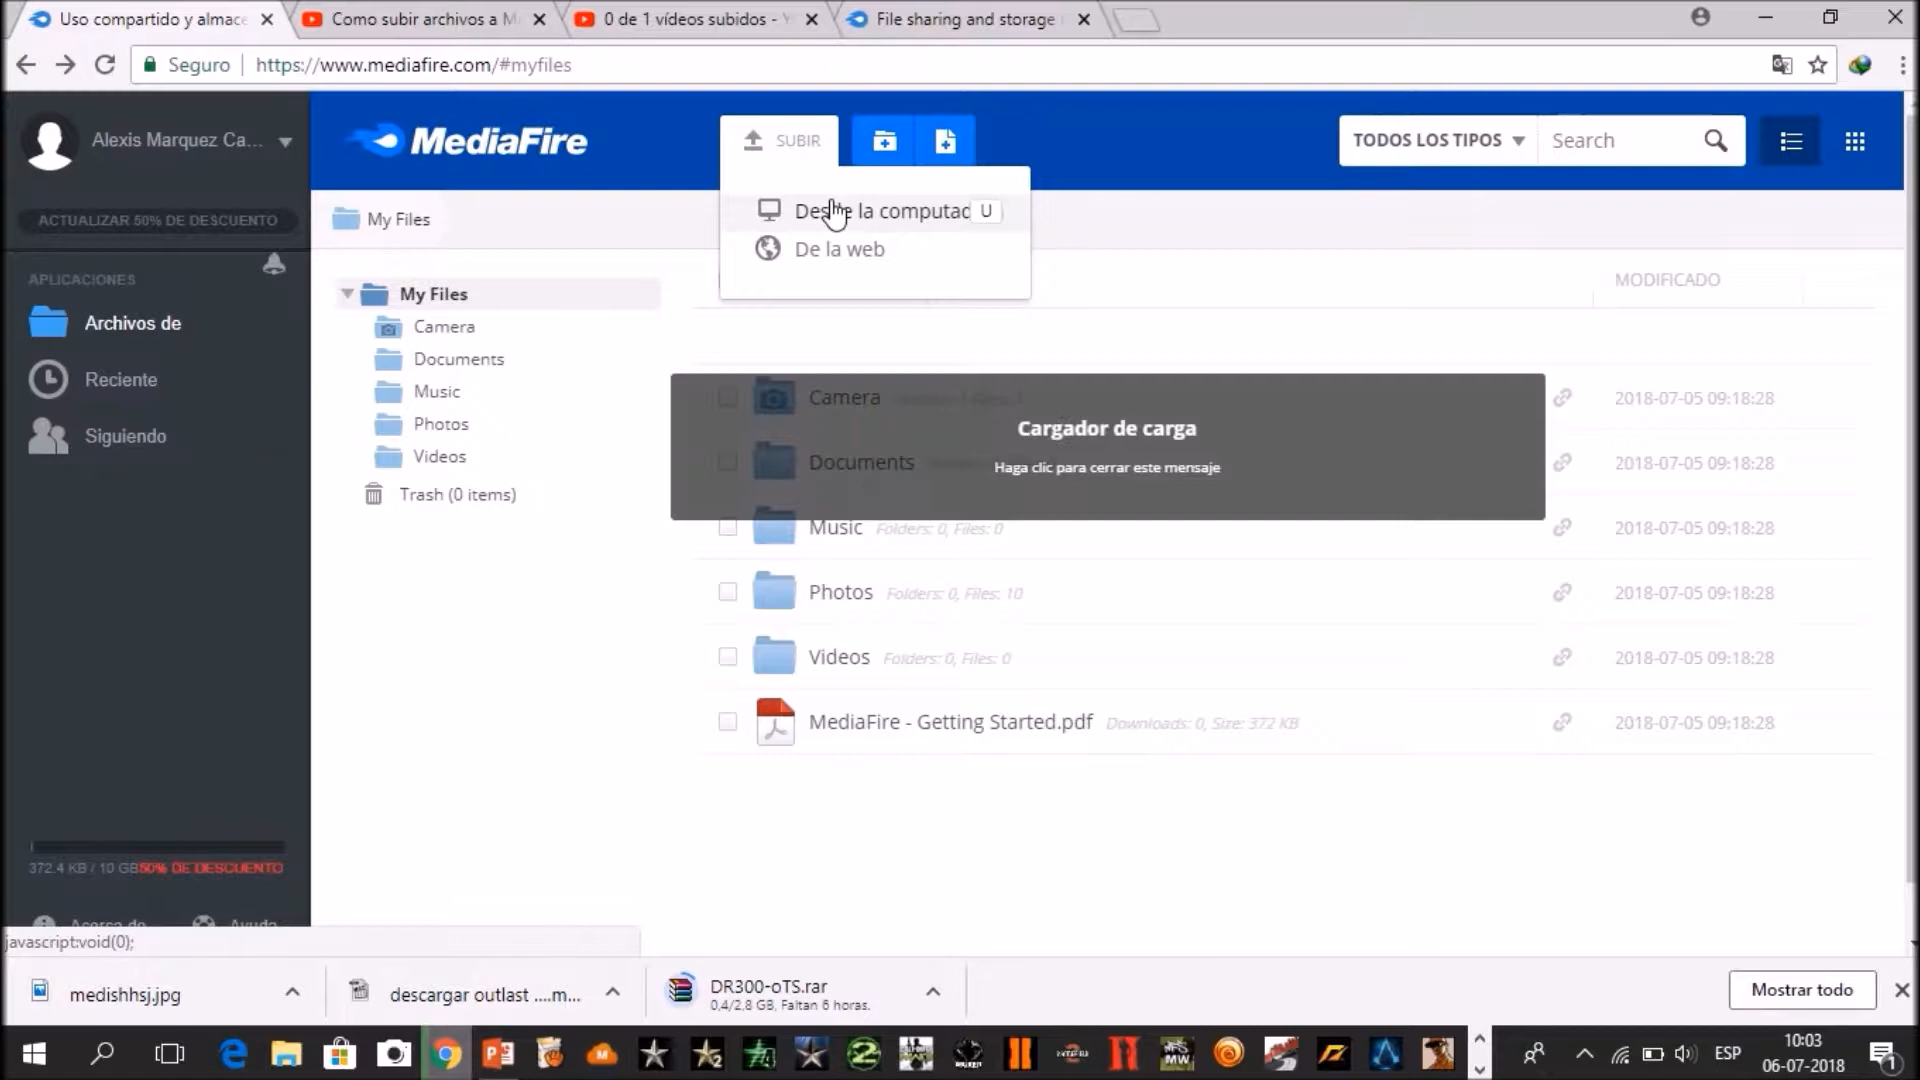 Uso compartido y almace
Como subir archivos a M
0 de 1 vídeos subidos - Y
File sharing and storage
Seguro
https://www.mediafire.com/#myfiles
Alexis Marquez Ca...
MediaFire
SUBIR
TODOS LOS TIPOS
Search
ACTUALIZAR 50% DE DESCUENTO
My Files
Desde la computad
U
De la web
APLICACIONES
MODIFICADO
Archivos de
Reciente
Siguiendo
My Files
Camera
Documents
Music
Photos
Videos
Trash (0 items)
Camera
2018-07-05 09:18:28
Cargador de carga
Documents
2018-07-05 09:18:28
Haga clic para cerrar este mensaje
Music Folders: 0, Files: 0
2018-07-05 09:18:28
Photos Folders: 0, Files: 10
2018-07-05 09:18:28
Videos Folders: 0, Files: 0
2018-07-05 09:18:28
MediaFire - Getting Started.pdf Downloads: 0, Size: 372 KB
2018-07-05 09:18:28
372.4 KB / 10 GB
50% DE DESCUENTO
Acerca de
Ayuda
javascript:void(0);
medishhsj.jpg
descargar outlast ....m...
DR300-oTS.rar
0,4/2,8 GB, Faltan 6 horas.
Mostrar todo
ESP
10:03
06-07-2018
1